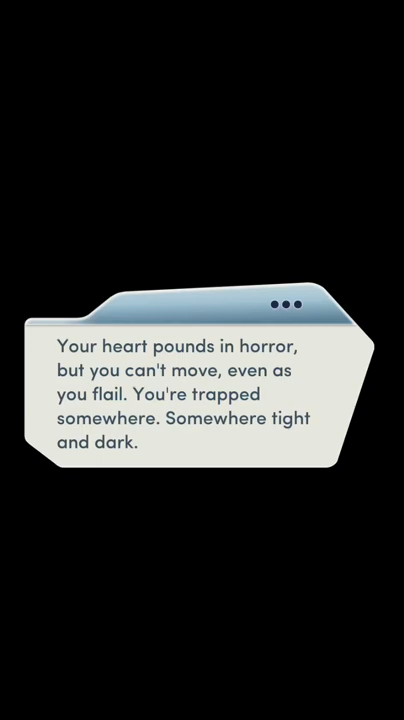 Your heart pounds in horror,
but you can't move, even as
you flail. You're trapped
somewhere. Somewhere tight
and dark.